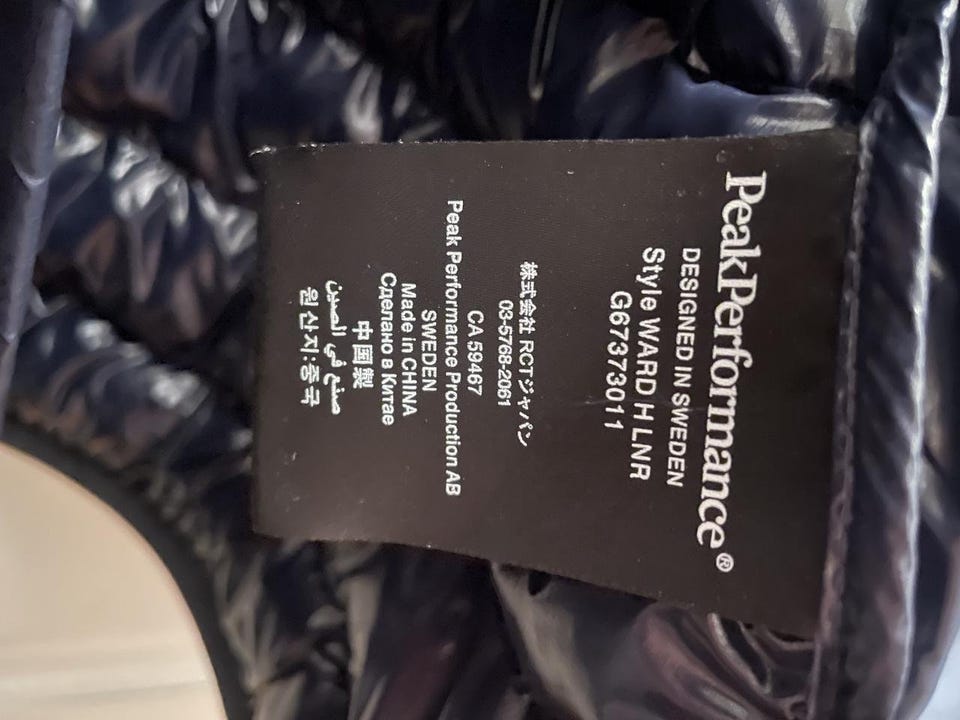 PeakPerformance®
DESIGNED IN SWEDEN
Style WARD H LNR
G67373011
株式会社 RCTジャパン
03-5768-2061
CA 59467
Peak Performance Production AB
SWEDEN
Made in CHINA
Сделано в Китае
中國製
صنع في الصين
원산지:중국